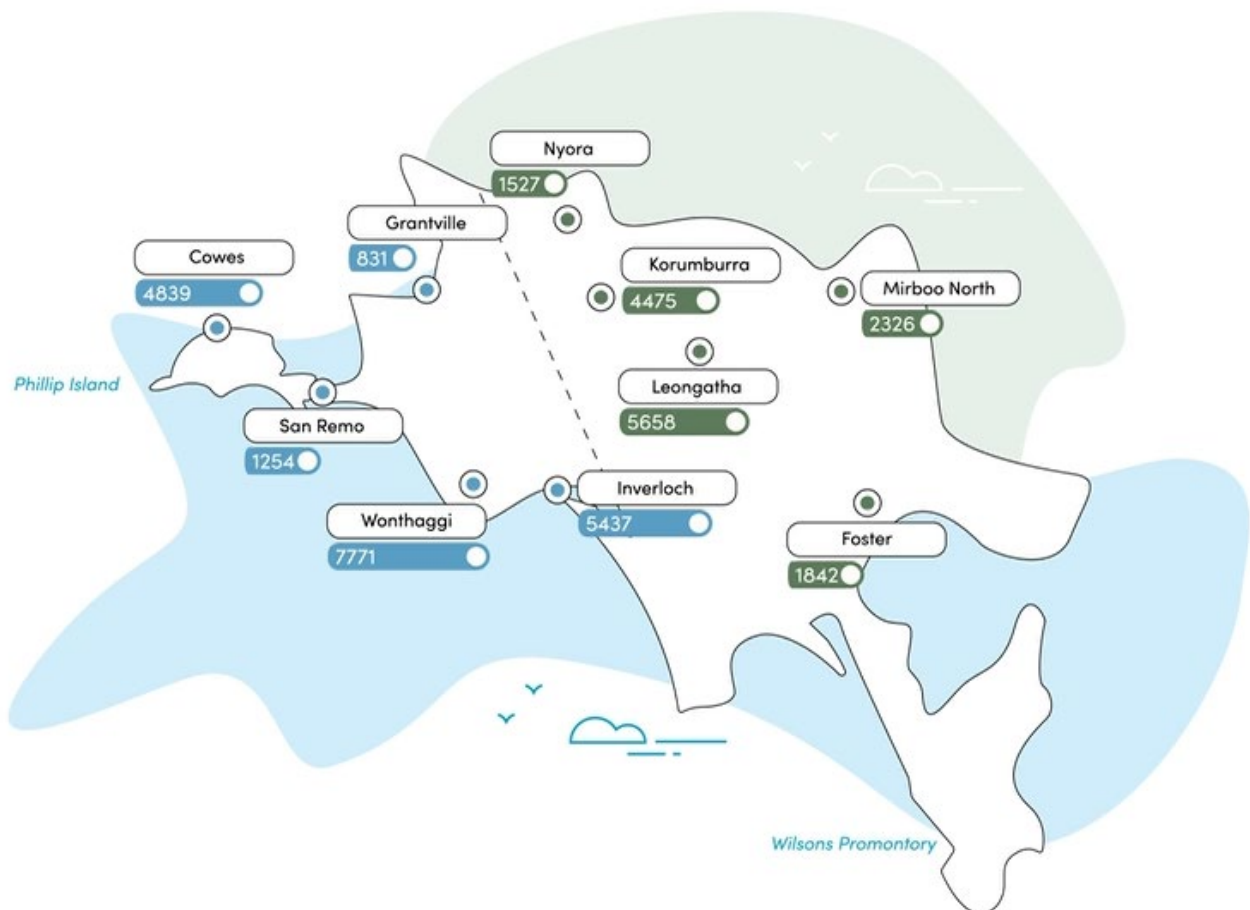 Nyora
1527
Grantville
831
Cowes
4839
Korumburra
4475
Mirboo North
2326
Phillip Island
Leongatha
5658
San Remo
1254
Inverloch
5437
Wonthaggi
7771
Foster
1842
Wilsons Promontory